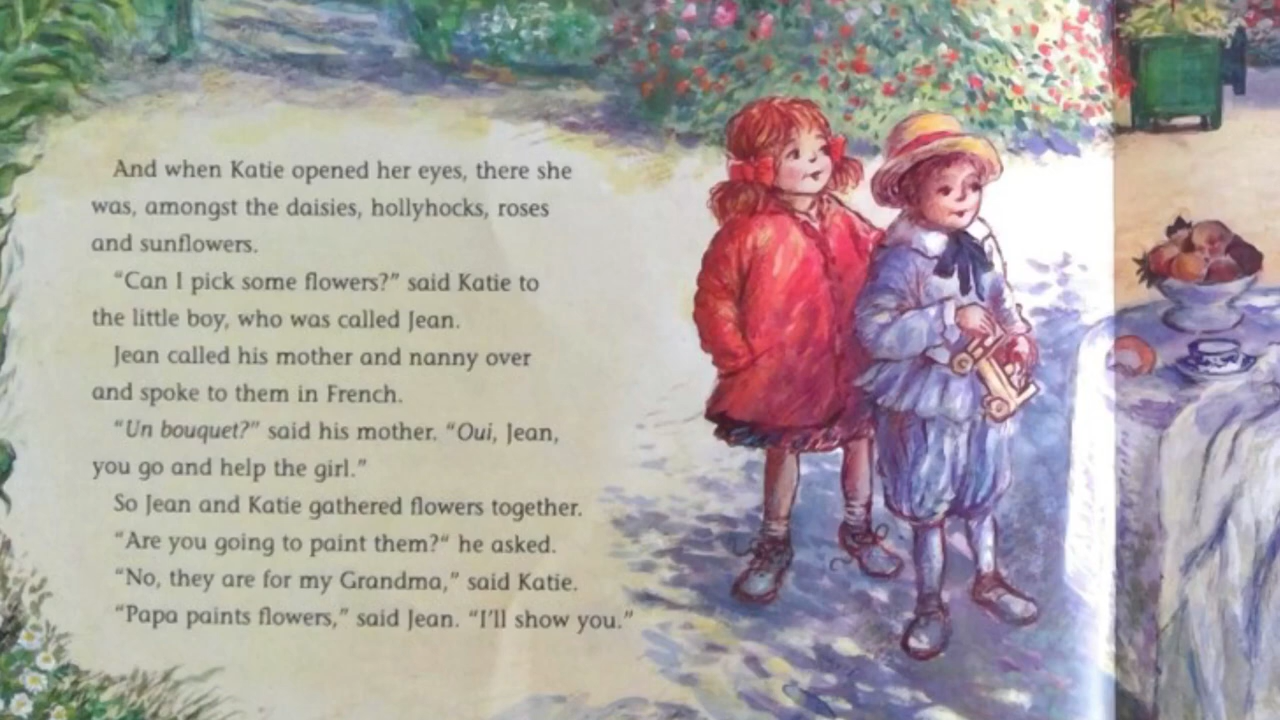 And when Katie opened her eyes, there she
was, amongst the daisies, hollyhocks, roses
and sunflowers.
“Can I pick some flowers?” said Katie to
the little boy, who was called Jean.
Jean called his mother and nanny over
and spoke to them in French.
“Un bouquet?” said his mother. “Oui, Jean,
you go and help the girl.”
So Jean and Katie gathered flowers together.
“Are you going to paint them?“ he asked.
“No, they are for my Grandma,” said Katie.
“Papa paints flowers,” said Jean. “I’ll show you.”